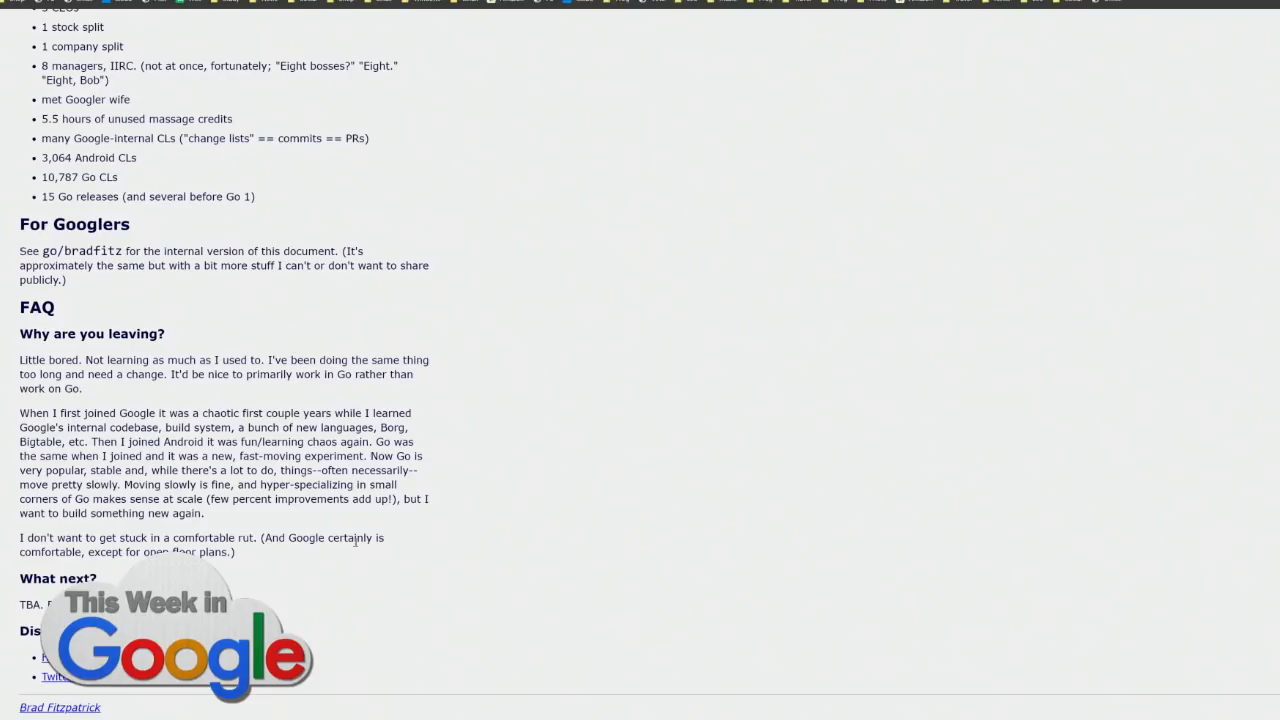 1 stock split
1 company split
8 managers, IIRC. (not at once, fortunately; "Eight bosses?" "Eight."
"Eight, Bob")
met Googler wife
5.5 hours of unused massage credits
many Google-internal CLs ("change lists" == commits == PRs)
3,064 Android CLs
10,787 Go CLs
15 Go releases (and several before Go 1)
For Googlers
See go/bradfitz for the internal version of this document. (It's
approximately the same but with a bit more stuff I can't or don't want to share
publicly.)
FAQ
Why are you leaving?
Little bored. Not learning as much as I used to. I've been doing the same thing
too long and need a change. It'd be nice to primarily work in Go rather than
work on Go.
When I first joined Google it was a chaotic first couple years while I learned
Google's internal codebase, build system, a bunch of new languages, Borg,
Bigtable, etc. Then I joined Android it was fun/learning chaos again. Go was
the same when I joined and it was a new, fast-moving experiment. Now Go is
very popular, stable and, while there's a lot to do, things--often necessarily--
move pretty slowly. Moving slowly is fine, and hyper-specializing in small
corners of Go makes sense at scale (few percent improvements add up!), but I
want to build something new again.
I don't want to get stuck in a comfortable rut. (And Google certainly is
comfortable, except for open floor plans.)
What next?
TBA.
This Week in
Google
Brad Fitzpatrick